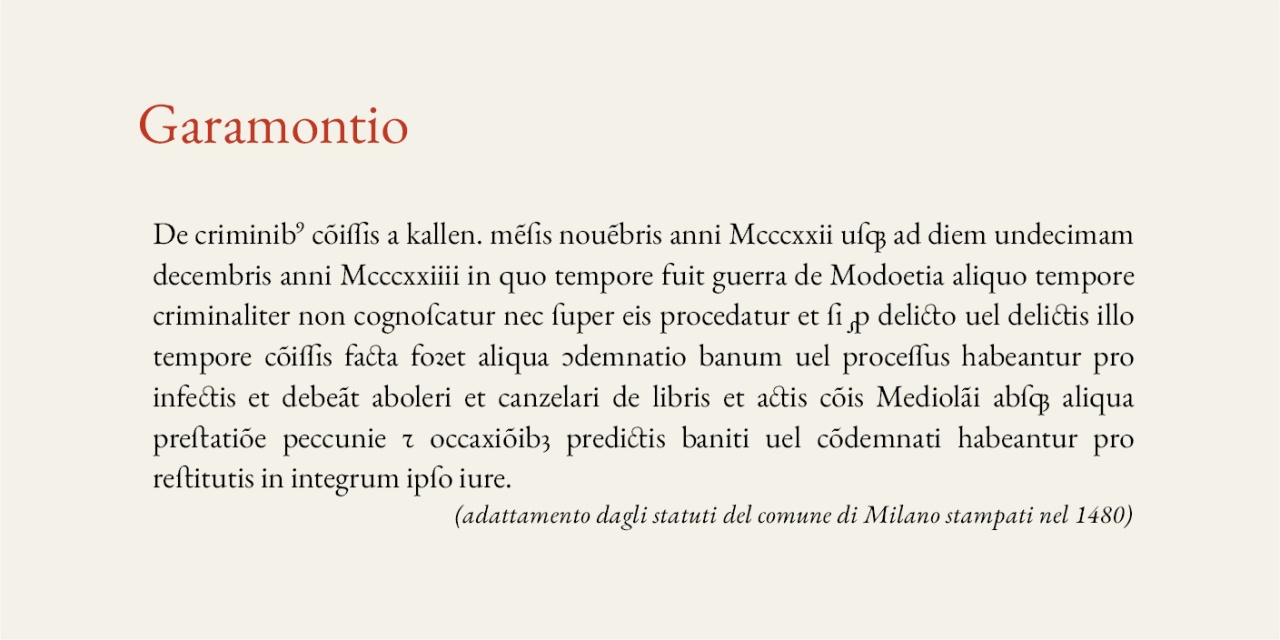 Garamontio
De criminibꝰ cõiſſis a kallen. mẽſis nouẽbris anni Mcccxxii uſqꝫ ad diem undecimam
decembris anni Mcccxxiiii in quo tempore fuit guerra de Modoetia aliquo tempore
criminaliter non cognoſcatur nec ſuper eis procedatur et ſi ꝓ delicto uel delictis illo
tempore cõiſſis facta foꝛet aliqua ↄdemnatio banum uel proceſſus habeantur pro
infectis et debeãt aboleri et canzelari de libris et actis cõis Mediolãi abſqꝫ aliqua
preſtatiõe peccunie ⁊ occaxiõibꝫ predictis baniti uel cõdemnati habeantur pro
reſtitutis in integrum ipſo iure.
(adattamento dagli statuti del comune di Milano stampati nel 1480)